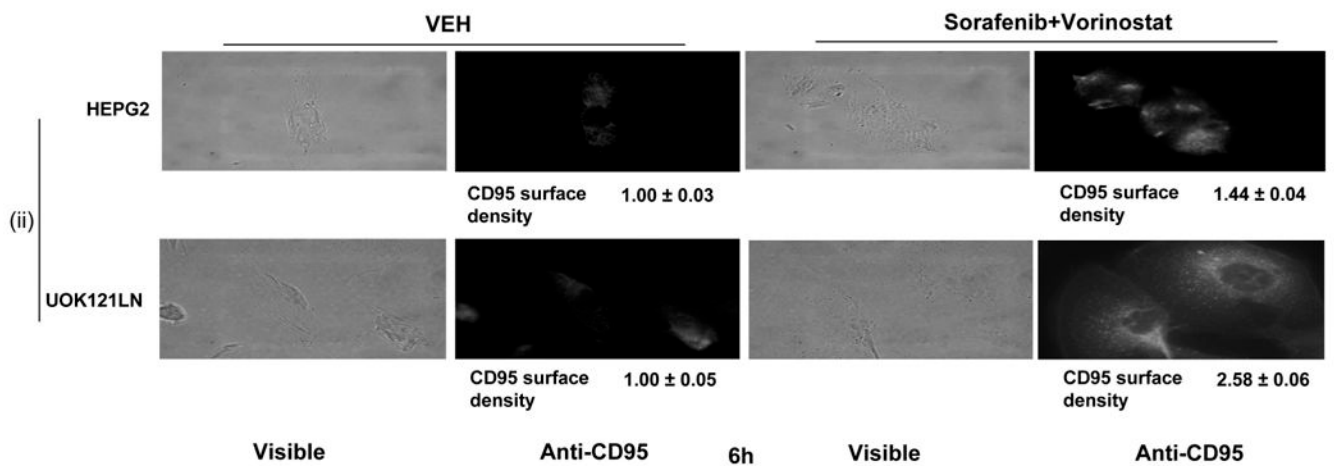 VEH Sorafenib+Vorinostat
HEPG2
CD95 surface density 1.00 ± 0.03
CD95 surface density 1.44 ± 0.04
(ii)
UOK121LN
CD95 surface density 1.00 ± 0.05
CD95 surface density 2.58 ± 0.06
Visible Anti-CD95 6h Visible Anti-CD95